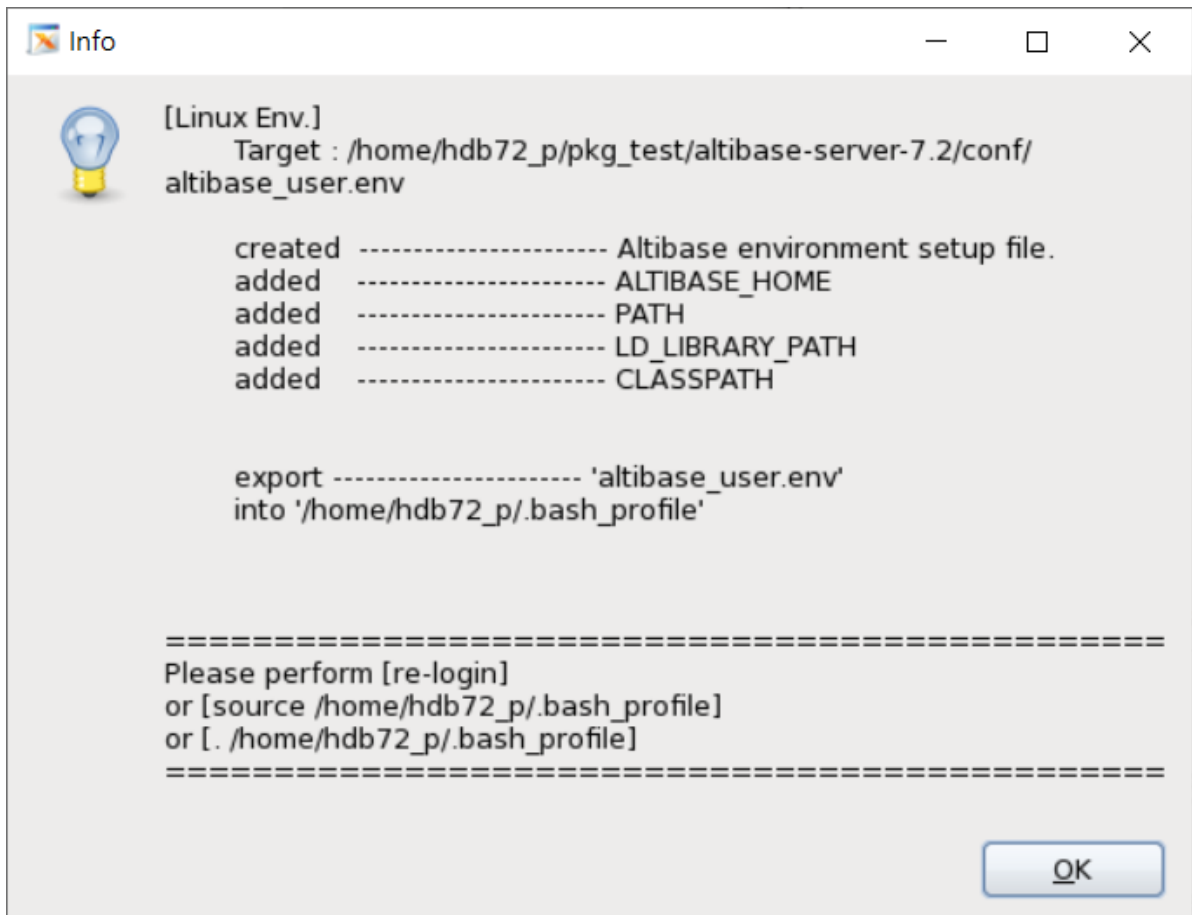 Info
[Linux Env.]
Target : /home/hdb72_p/pkg_test/altibase-server-7.2/conf/
altibase_user.env
created ----------------------- Altibase environment setup file.
added ----------------------- ALTIBASE_HOME
added ----------------------- PATH
added ----------------------- LD_LIBRARY_PATH
added ----------------------- CLASSPATH
export ----------------------- 'altibase_user.env'
into '/home/hdb72_p/.bash_profile'
==============================================
Please perform [re-login]
or [source /home/hdb72_p/.bash_profile]
or [. /home/hdb72_p/.bash_profile]
==============================================
OK